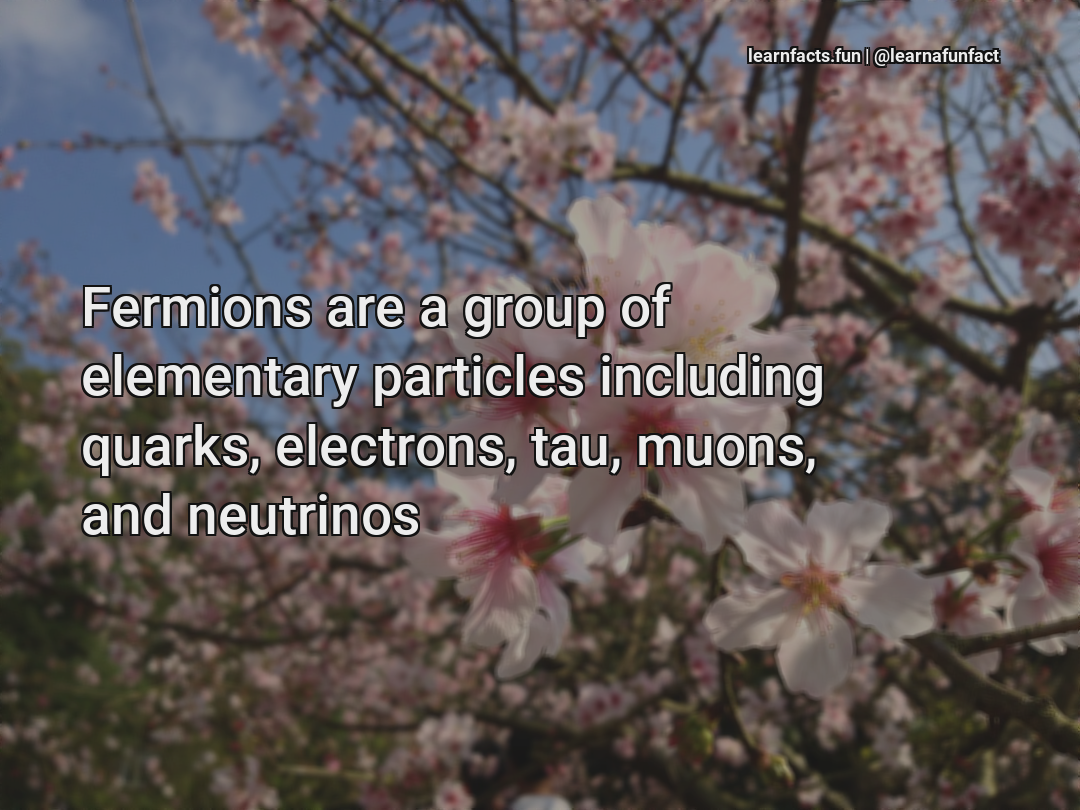 learnfacts.fun | @learnafunfact
Fermions are a group of
elementary particles including
quarks, electrons, tau, muons,
and neutrinos